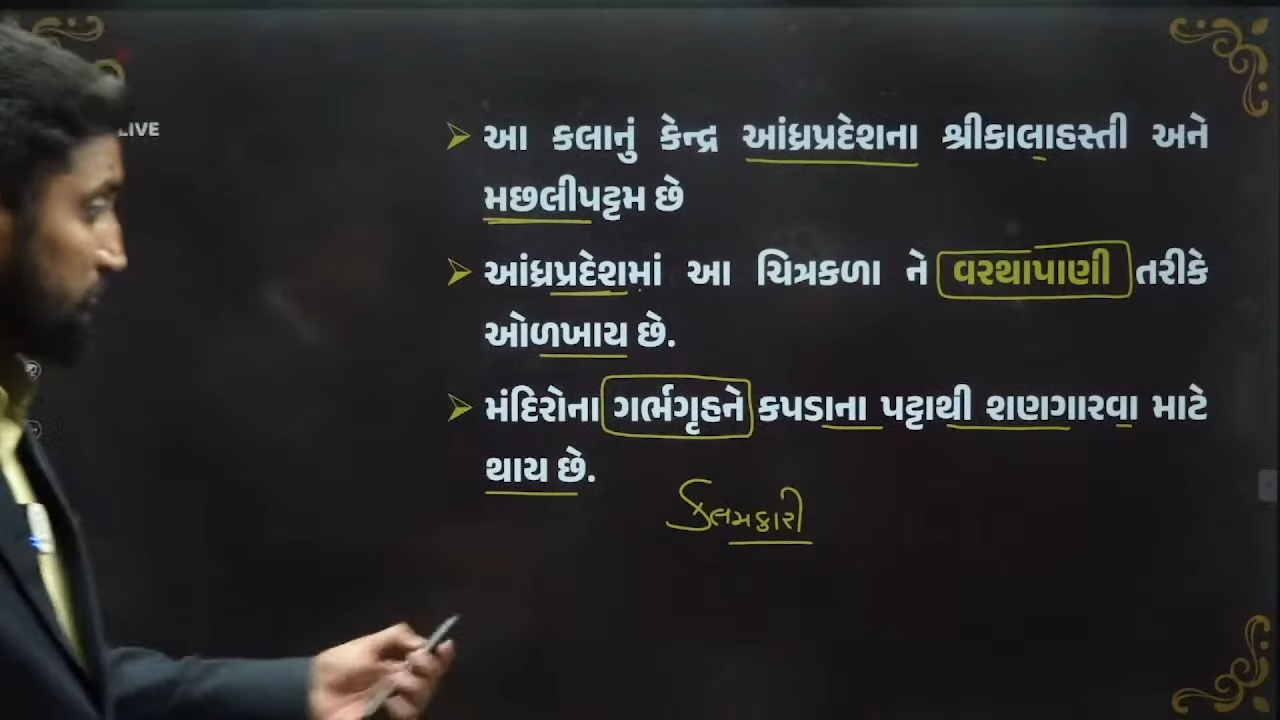 LIVE
આ કલાનું કેન્દ્ર આંધ્રપ્રદેશના શ્રીકાલાહસ્તી અને
મછલીપટ્ટમ છે
આંધ્રપ્રદેશમાં આ ચિત્રકળા ને વરથાપાણી તરીકે
ઓળખાય છે.
મંદિરોના ગર્ભગૃહને કપડાના પટ્ટાથી શણગારવા માટે
થાય છે.
કલમકારી